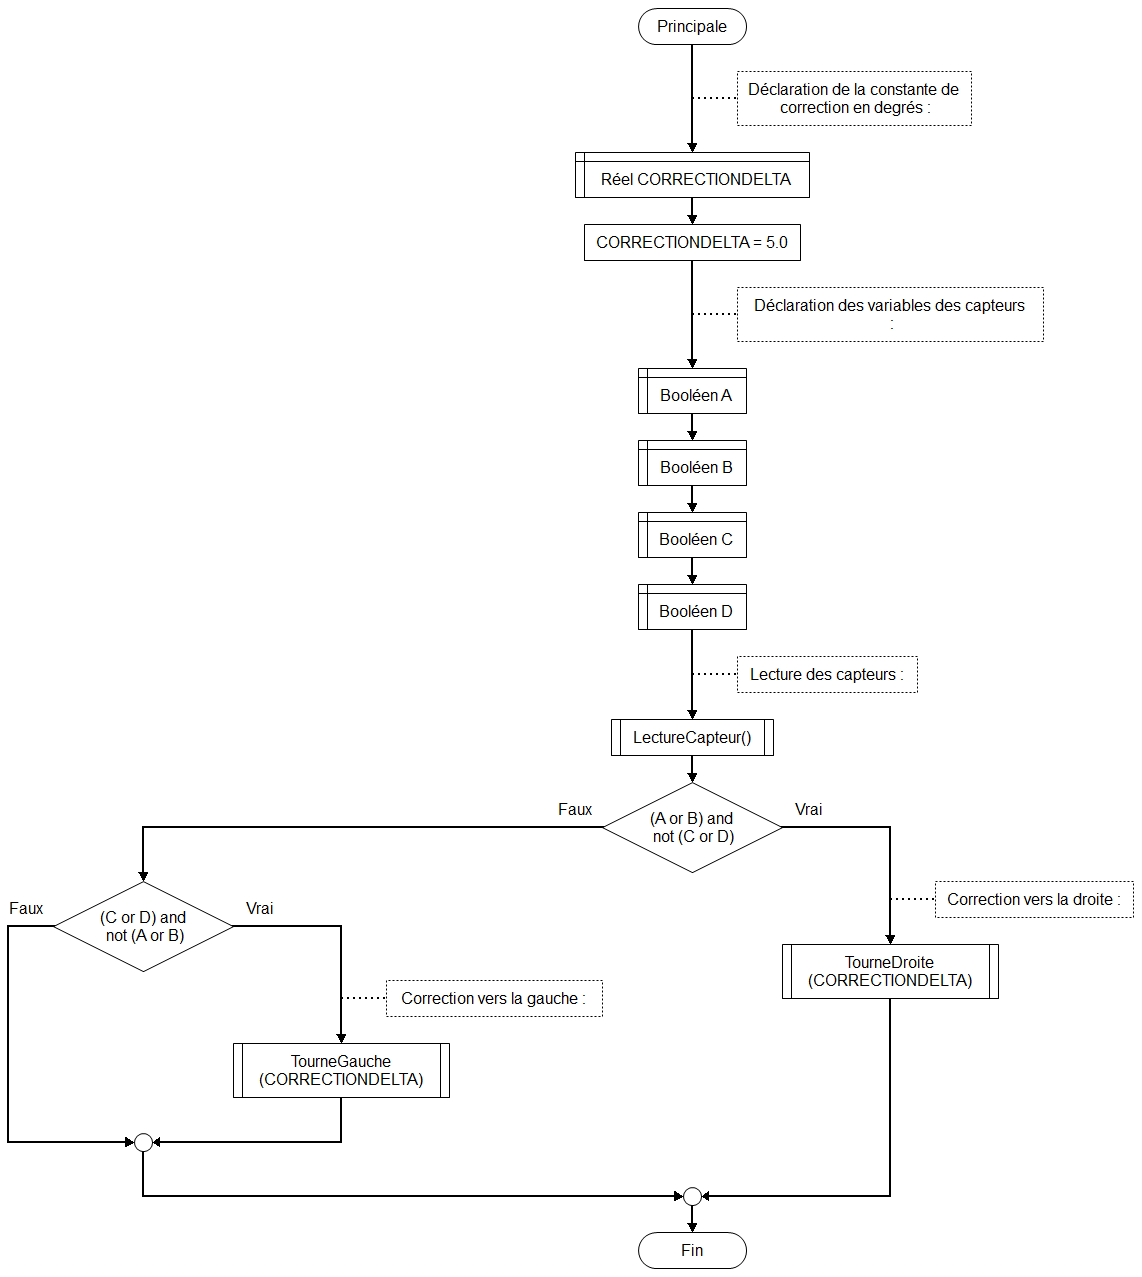 Principale
Déclaration de la constante de
correction en degrés :
Réel CORRECTIONDELTA
CORRECTIONDELTA = 5.0
Déclaration des variables des capteurs
:
Booléen A
Booléen B
Booléen C
Booléen D
Lecture des capteurs :
LectureCapteur()
Faux
(A or B) and
not (C or D)
Vrai
Faux
(C or D) and
not (A or B)
Vrai
Correction vers la droite :
TourneDroite
(CORRECTIONDELTA)
Correction vers la gauche :
TourneGauche
(CORRECTIONDELTA)
Fin